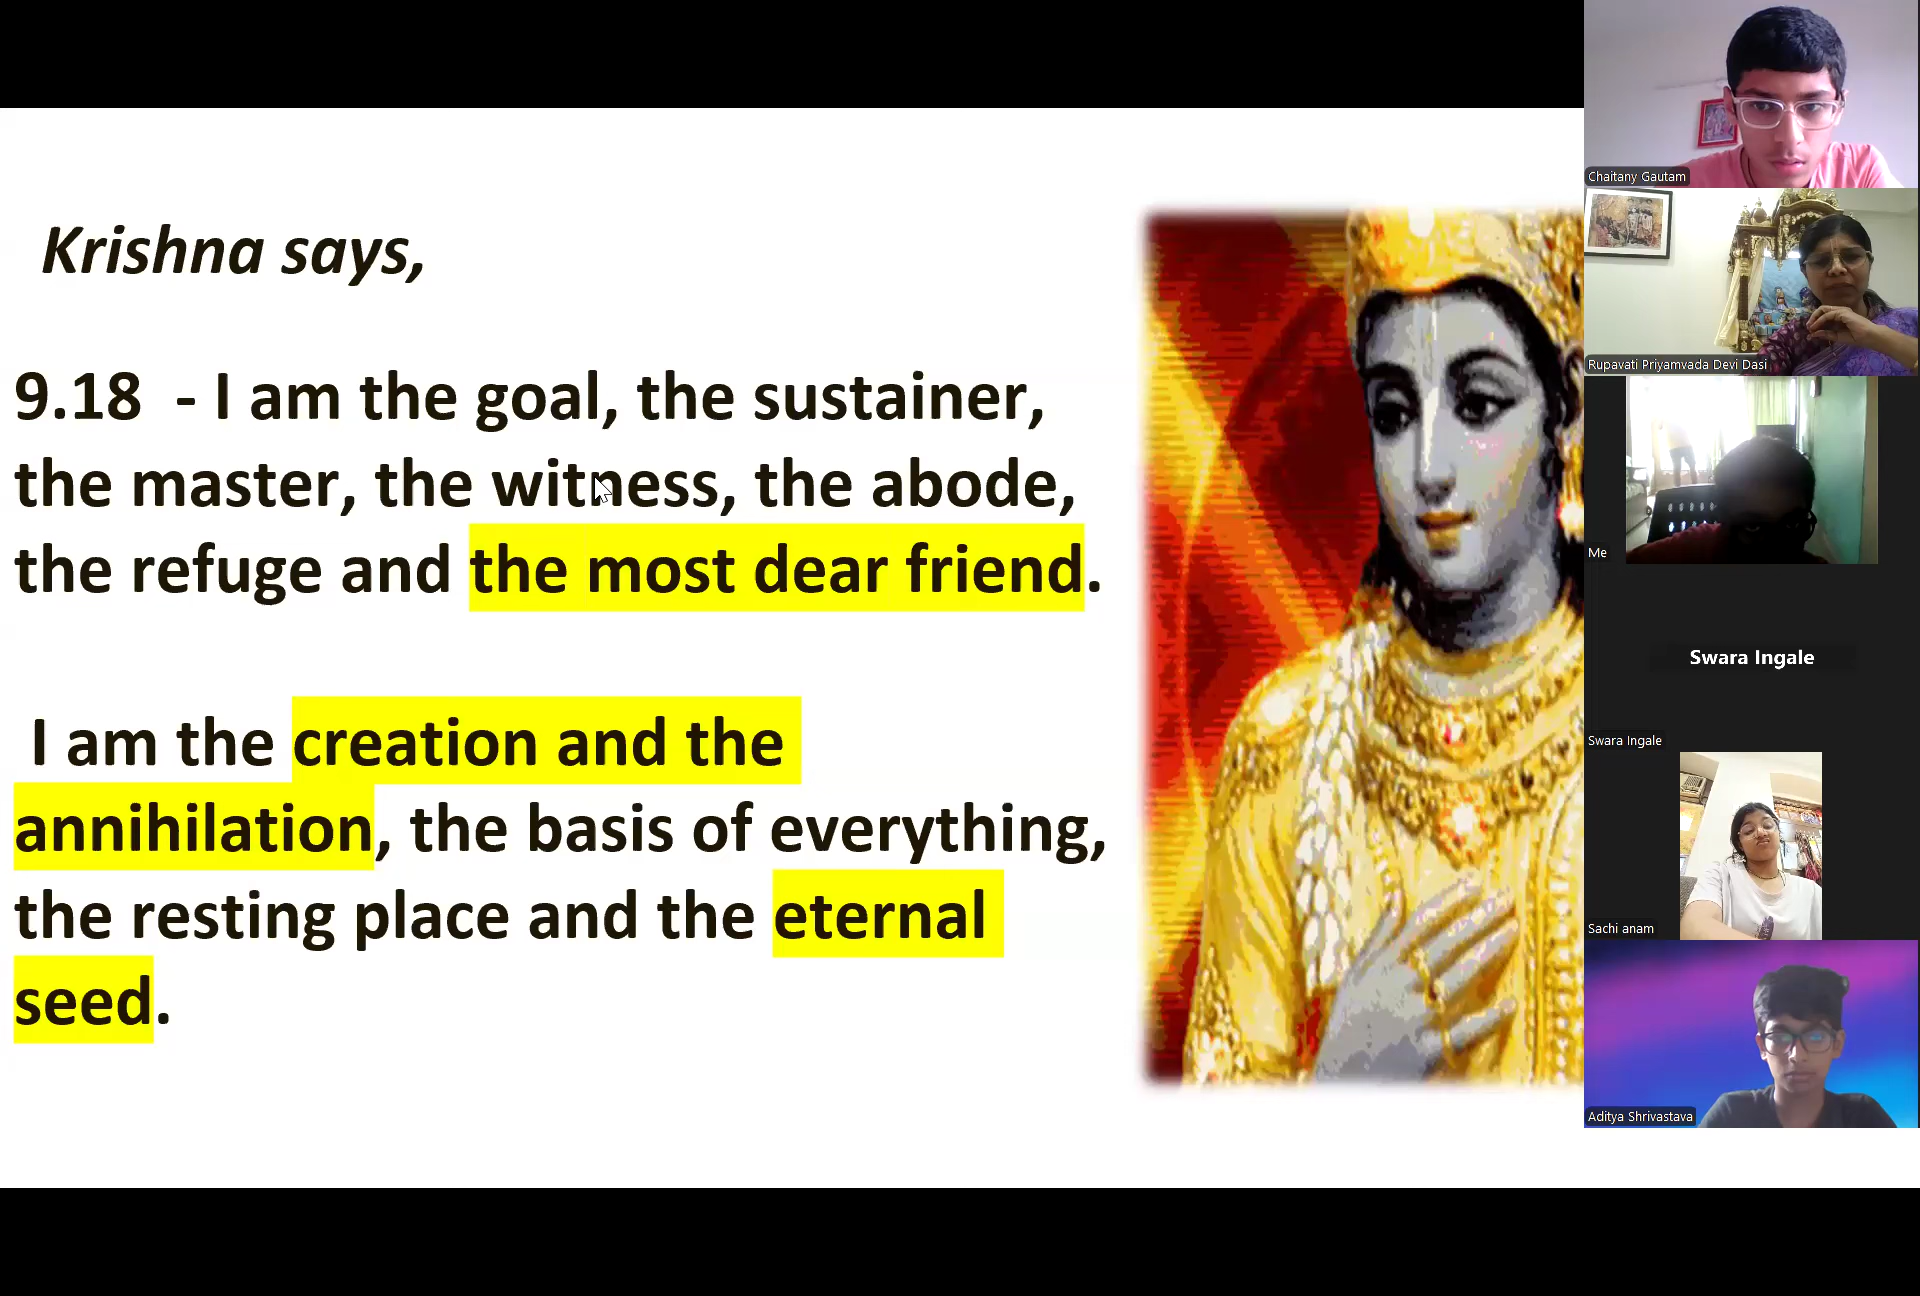 Krishna says,
9.18 - I am the goal, the sustainer,
the master, the witness, the abode,
the refuge and the most dear friend.
I am the creation and the
annihilation, the basis of everything,
the resting place and the eternal
seed.
Chaitany Gautam
Rupavati Priyamvada Devi Dasi
Me
Swara Ingale
Swara Ingale
Sachi anam
Aditya Shrivastava